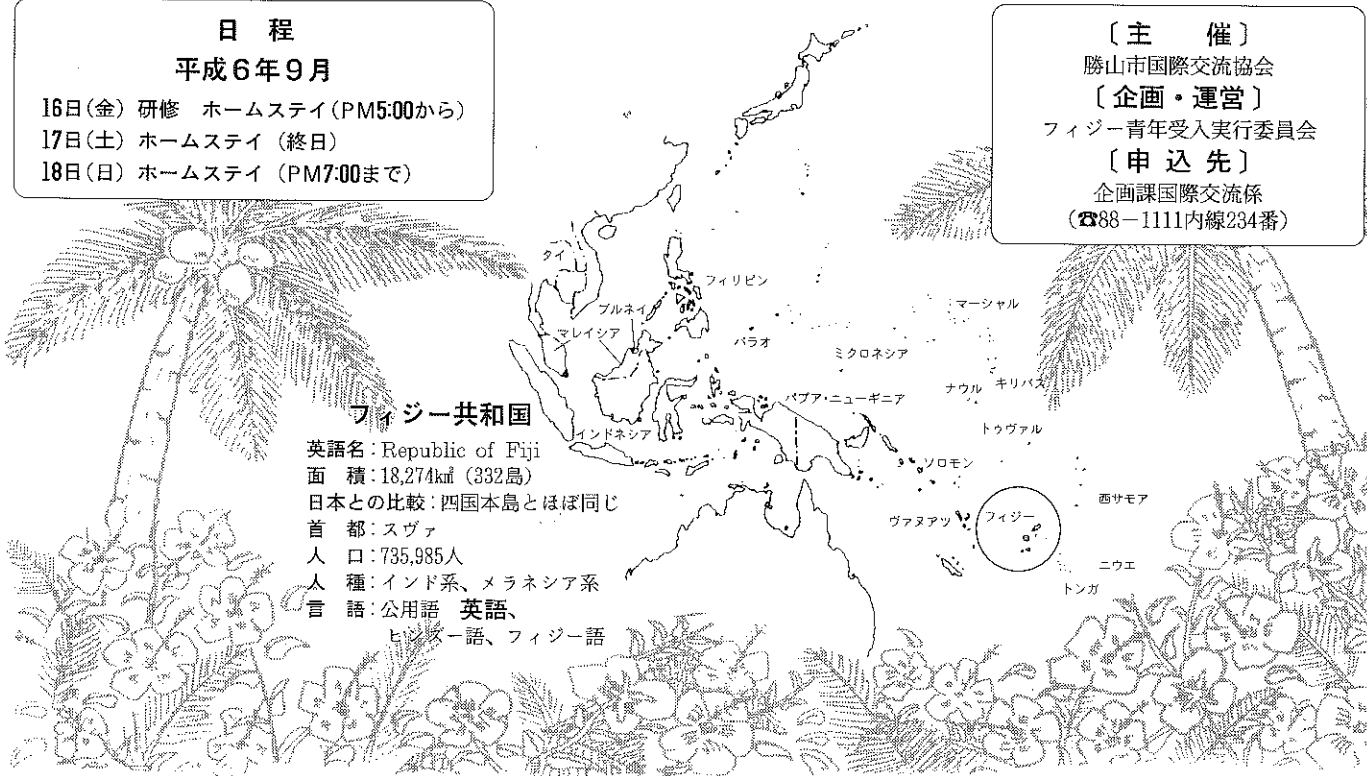 日 程
平成6年9月
16日(金) 研修 ホームステイ(PM5:00から)
17日(土) ホームステイ (終日)
18日(日) ホームステイ (PM7:00まで)
〔主 催〕
勝山市国際交流協会
〔企画・運営〕
フィジー青年受入実行委員会
〔申 込 先〕
企画課国際交流係
(☎88-1111内線234番)
タイ
フィリピン
ブルネイ
マレイシア
パラオ
ミクロネシア
マーシャル
ナウル
キリバス
パプア・ニューギニア
トゥヴァル
インドネシア
ソロモン
西サモア
ヴァヌアツ
フィジー
ニウエ
トンガ
フィジー共和国
英語名:Republic of Fiji
面 積:18,274㎢ (332島)
日本との比較:四国本島とほぼ同じ
首 都:スヴァ
人 口:735,985人
人 種:インド系、メラネシア系
言 語:公用語 英語、
ヒンズー語、フィジー語